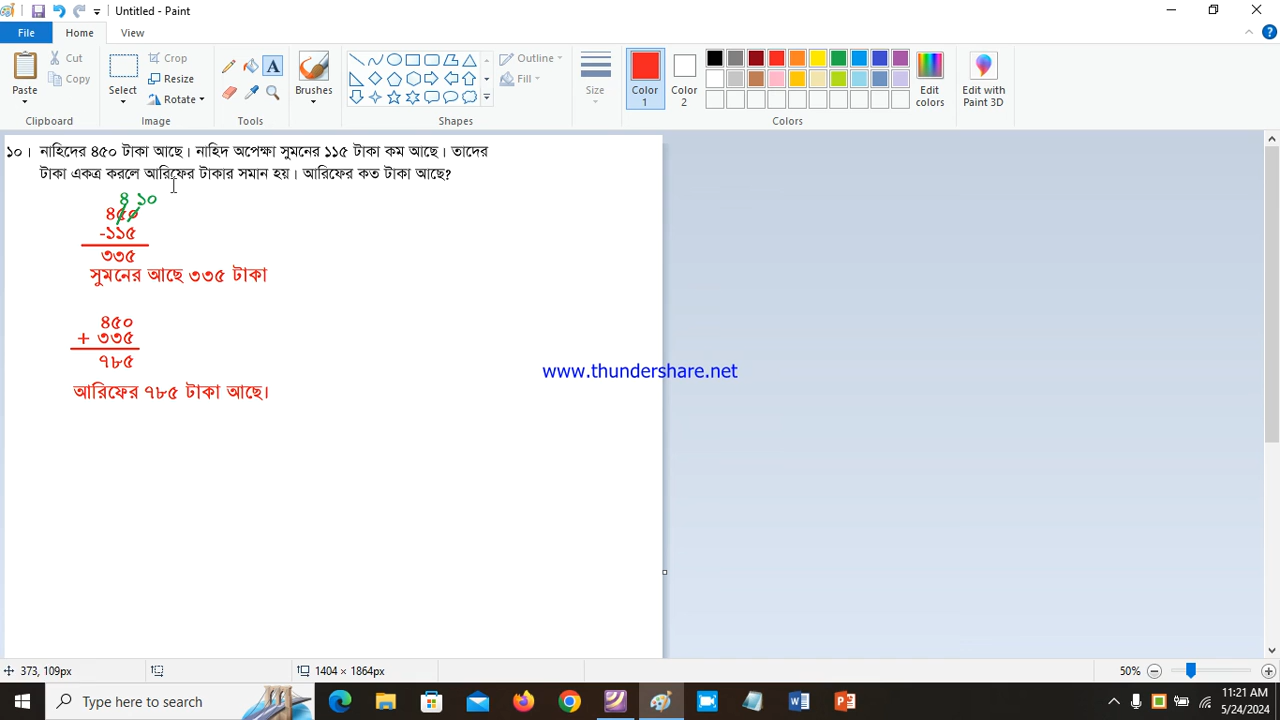 Untitled - Paint
File
Home
View
Paste
Cut
Copy
Clipboard
Select
Crop
Resize
Rotate
Image
A
Tools
Brushes
Outline
Fill
Shapes
Size
Color 1
Color 2
Edit colors
Colors
Edit with Paint 3D
১০। নাহিদের ৪৫০ টাকা আছে। নাহিদ অপেক্ষা সুমনের ১১৫ টাকা কম আছে। তাদের
টাকা একত্র করলে আরিফের টাকার সমান হয়। আরিফের কত টাকা আছে?
৪ ১০
৪৫০
-১১৫
৩৩৫
সুমনের আছে ৩৩৫ টাকা
৪৫০
+ ৩৩৫
৭৮৫
আরিফের ৭৮৫ টাকা আছে।
www.thundershare.net
373, 109px
1404 × 1864px
50%
Type here to search
11:21 AM
5/24/2024